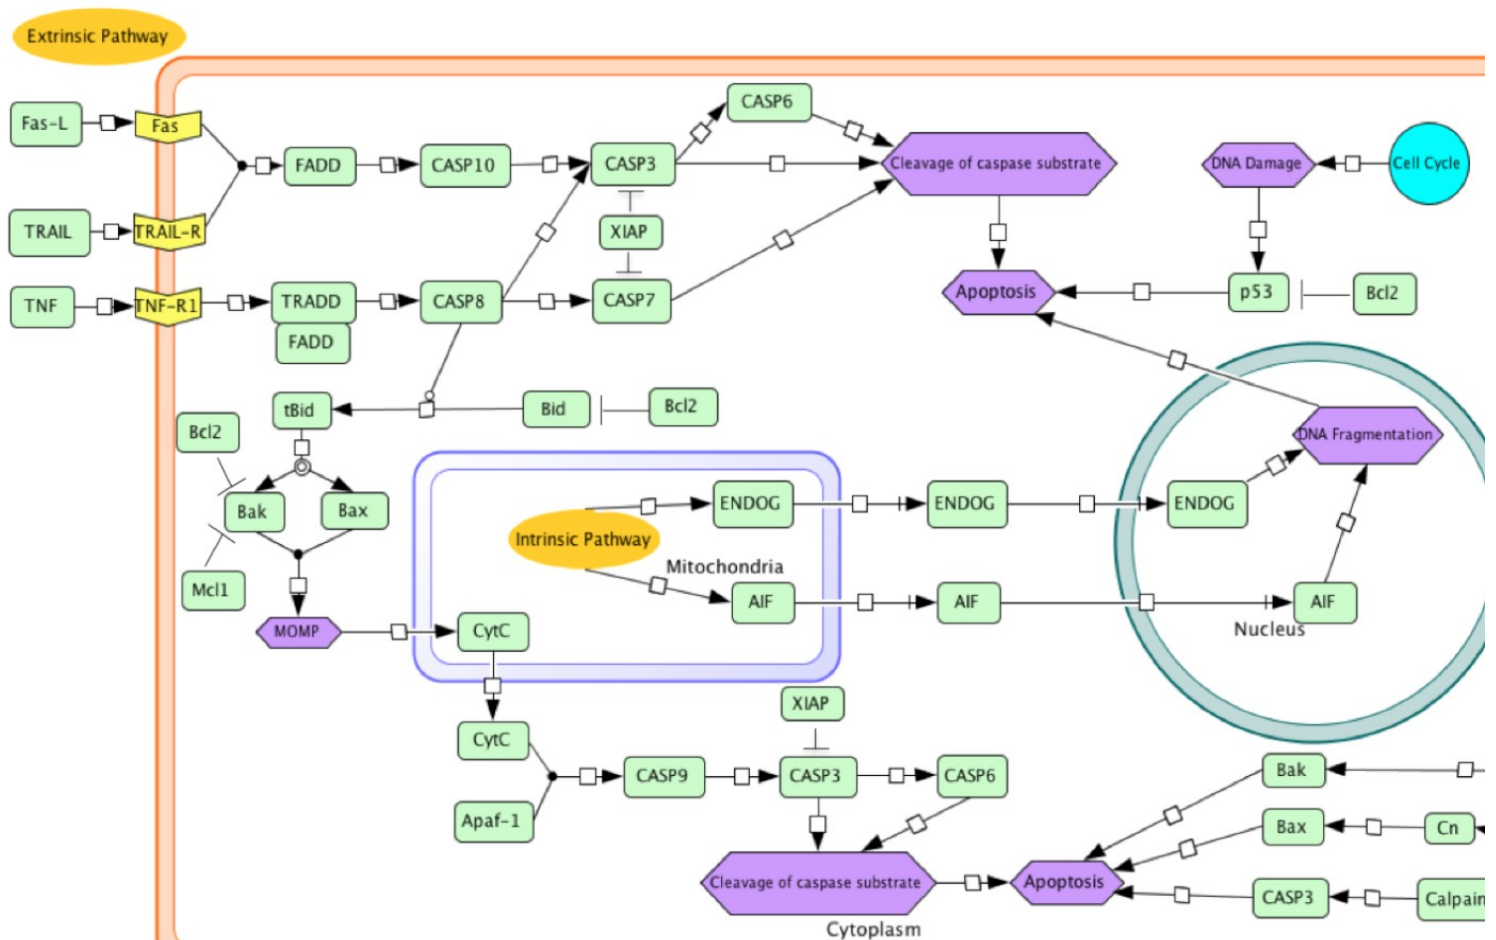 Extrinsic Pathway
Fas-L
Fas
FADD
CASP10
CASP3
CASP6
Cleavage of caspase substrate
DNA Damage
Cell Cycle
TRAIL
TRAIL-R
XIAP
TNF
TNF-R1
TRADD
FADD
CASP8
CASP7
Apoptosis
p53
Bcl2
tBid
Bid
Bcl2
Bcl2
Bak
Bax
Mcl1
MOMP
Intrinsic Pathway
Mitochondria
ENDOG
ENDOG
ENDOG
DNA Fragmentation
AIF
AIF
AIF
Nucleus
CytC
CytC
Apaf-1
CASP9
XIAP
CASP3
CASP6
Cleavage of caspase substrate
Cytoplasm
Apoptosis
Bak
Bax
Cn
CASP3
Calpain